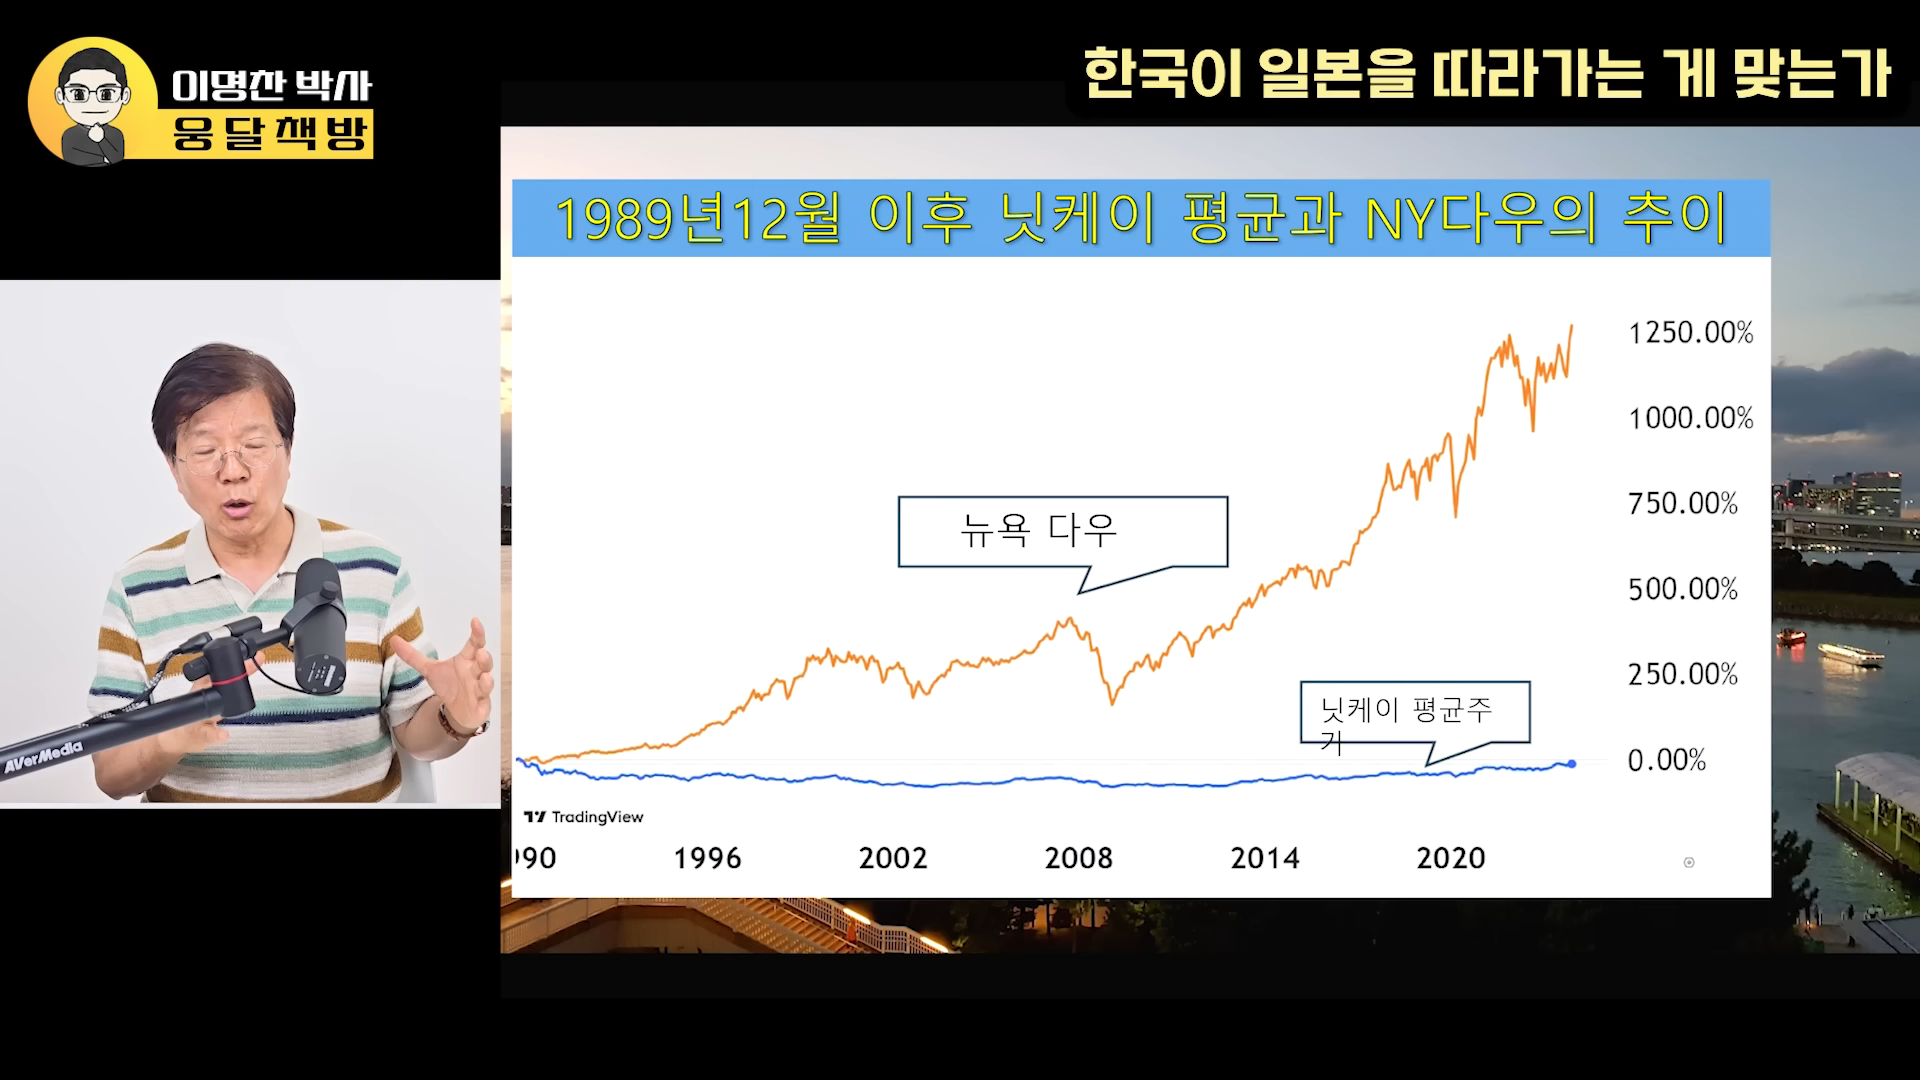 이명찬 박사
웅달책방
한국이 일본을 따라가는 게 맞는가
1989년12월 이후 닛케이 평균과 NY다우의 추이
1250.00%
1000.00%
뉴욕 다우
750.00%
500.00%
250.00%
닛케이 평균주
가
0.00%
TradingView
1996
2002
2008
2014
2020
AVerMedia